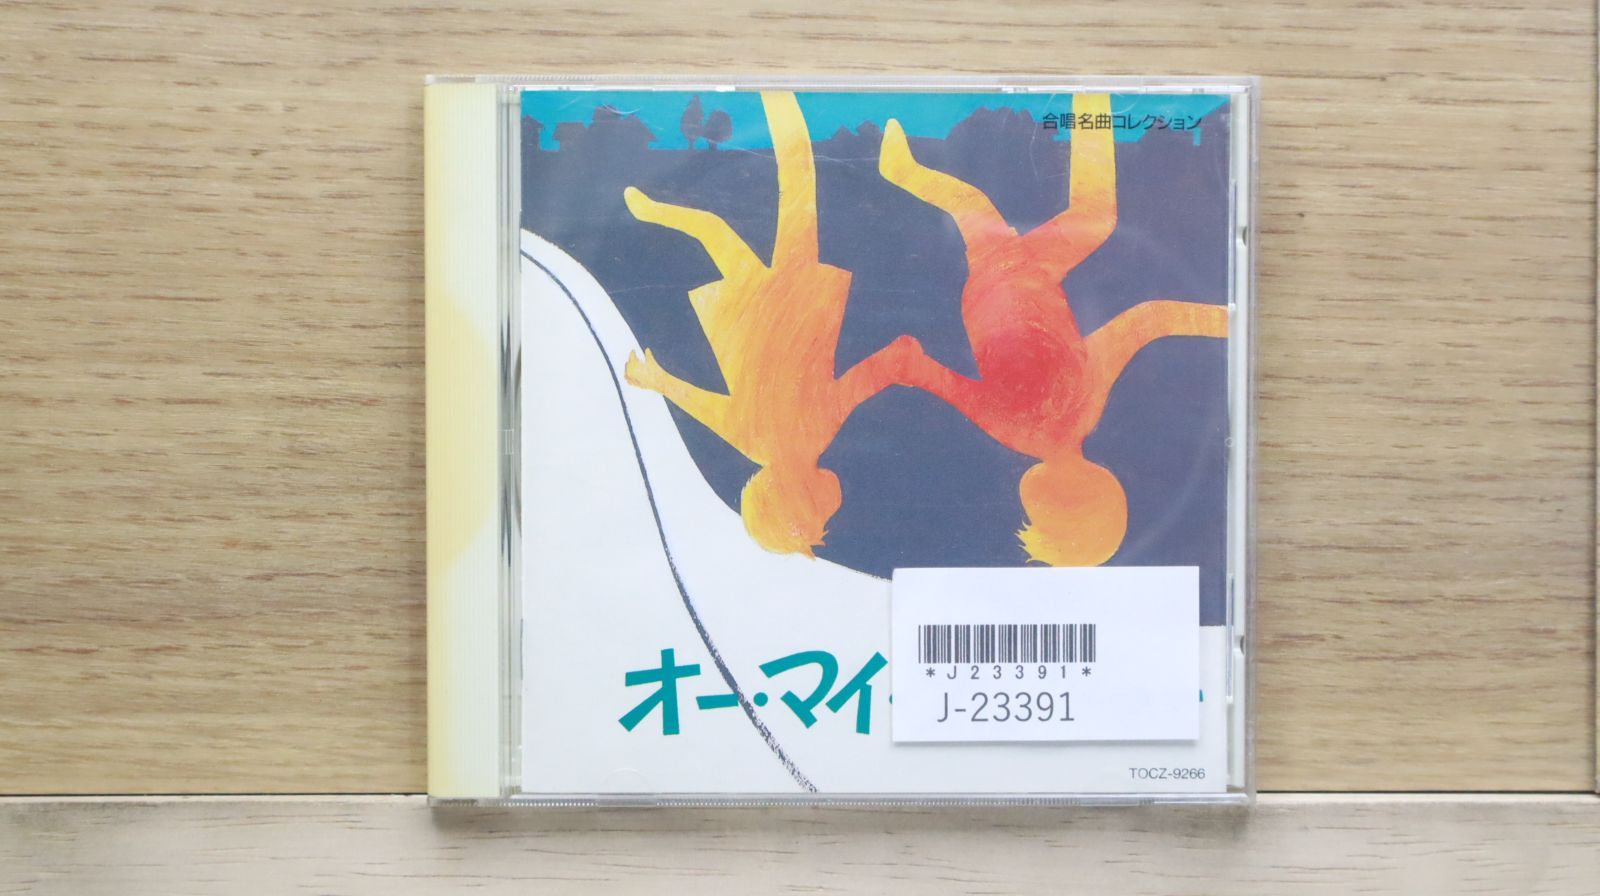 合唱名曲コレクション
オー・マイ・
*J23391*
J-23391
TOCZ-9266